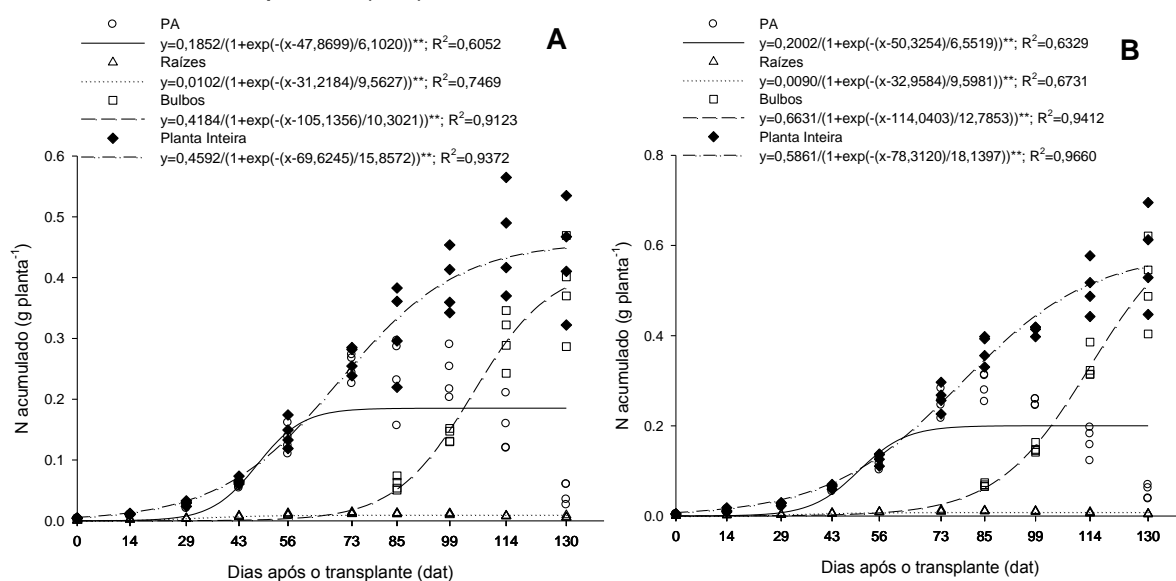 PA
y=0,1852/(1+exp(-(x-47,8699)/6,1020))**; R²=0,6052
Raízes
y=0,0102/(1+exp(-(x-31,2184)/9,5627))**; R²=0,7469
Bulbos
y=0,4184/(1+exp(-(x-105,1356)/10,3021))**; R²=0,9123
Planta Inteira
y=0,4592/(1+exp(-(x-69,6245)/15,8572))**; R²=0,9372
A
0.6
0.5
0.4
0.3
0.2
0.1
0.0
N acumulado (g planta⁻¹)
0 14 29 43 56 73 85 99 114 130
Dias após o transplante (dat)
PA
y=0,2002/(1+exp(-(x-50,3254)/6,5519))**; R²=0,6329
Raízes
y=0,0090/(1+exp(-(x-32,9584)/9,5981))**; R²=0,6731
Bulbos
y=0,6631/(1+exp(-(x-114,0403)/12,7853))**; R²=0,9412
Planta Inteira
y=0,5861/(1+exp(-(x-78,3120)/18,1397))**; R²=0,9660
B
0.8
0.6
0.4
0.2
0.0
N acumulado (g planta⁻¹)
0 14 29 43 56 73 85 99 114 130
Dias após o transplante (dat)